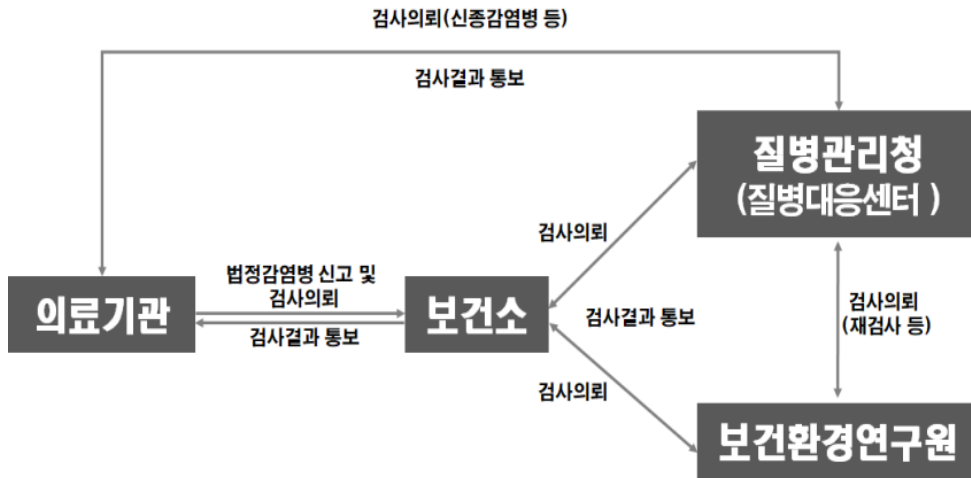 검사의뢰(신종감염병 등)
검사결과 통보
질병관리청
(질병대응센터 )
검사의뢰
법정감염병 신고 및
검사의뢰
의료기관
보건소
검사결과 통보
검사결과 통보
검사의뢰
(재검사 등)
검사의뢰
보건환경연구원